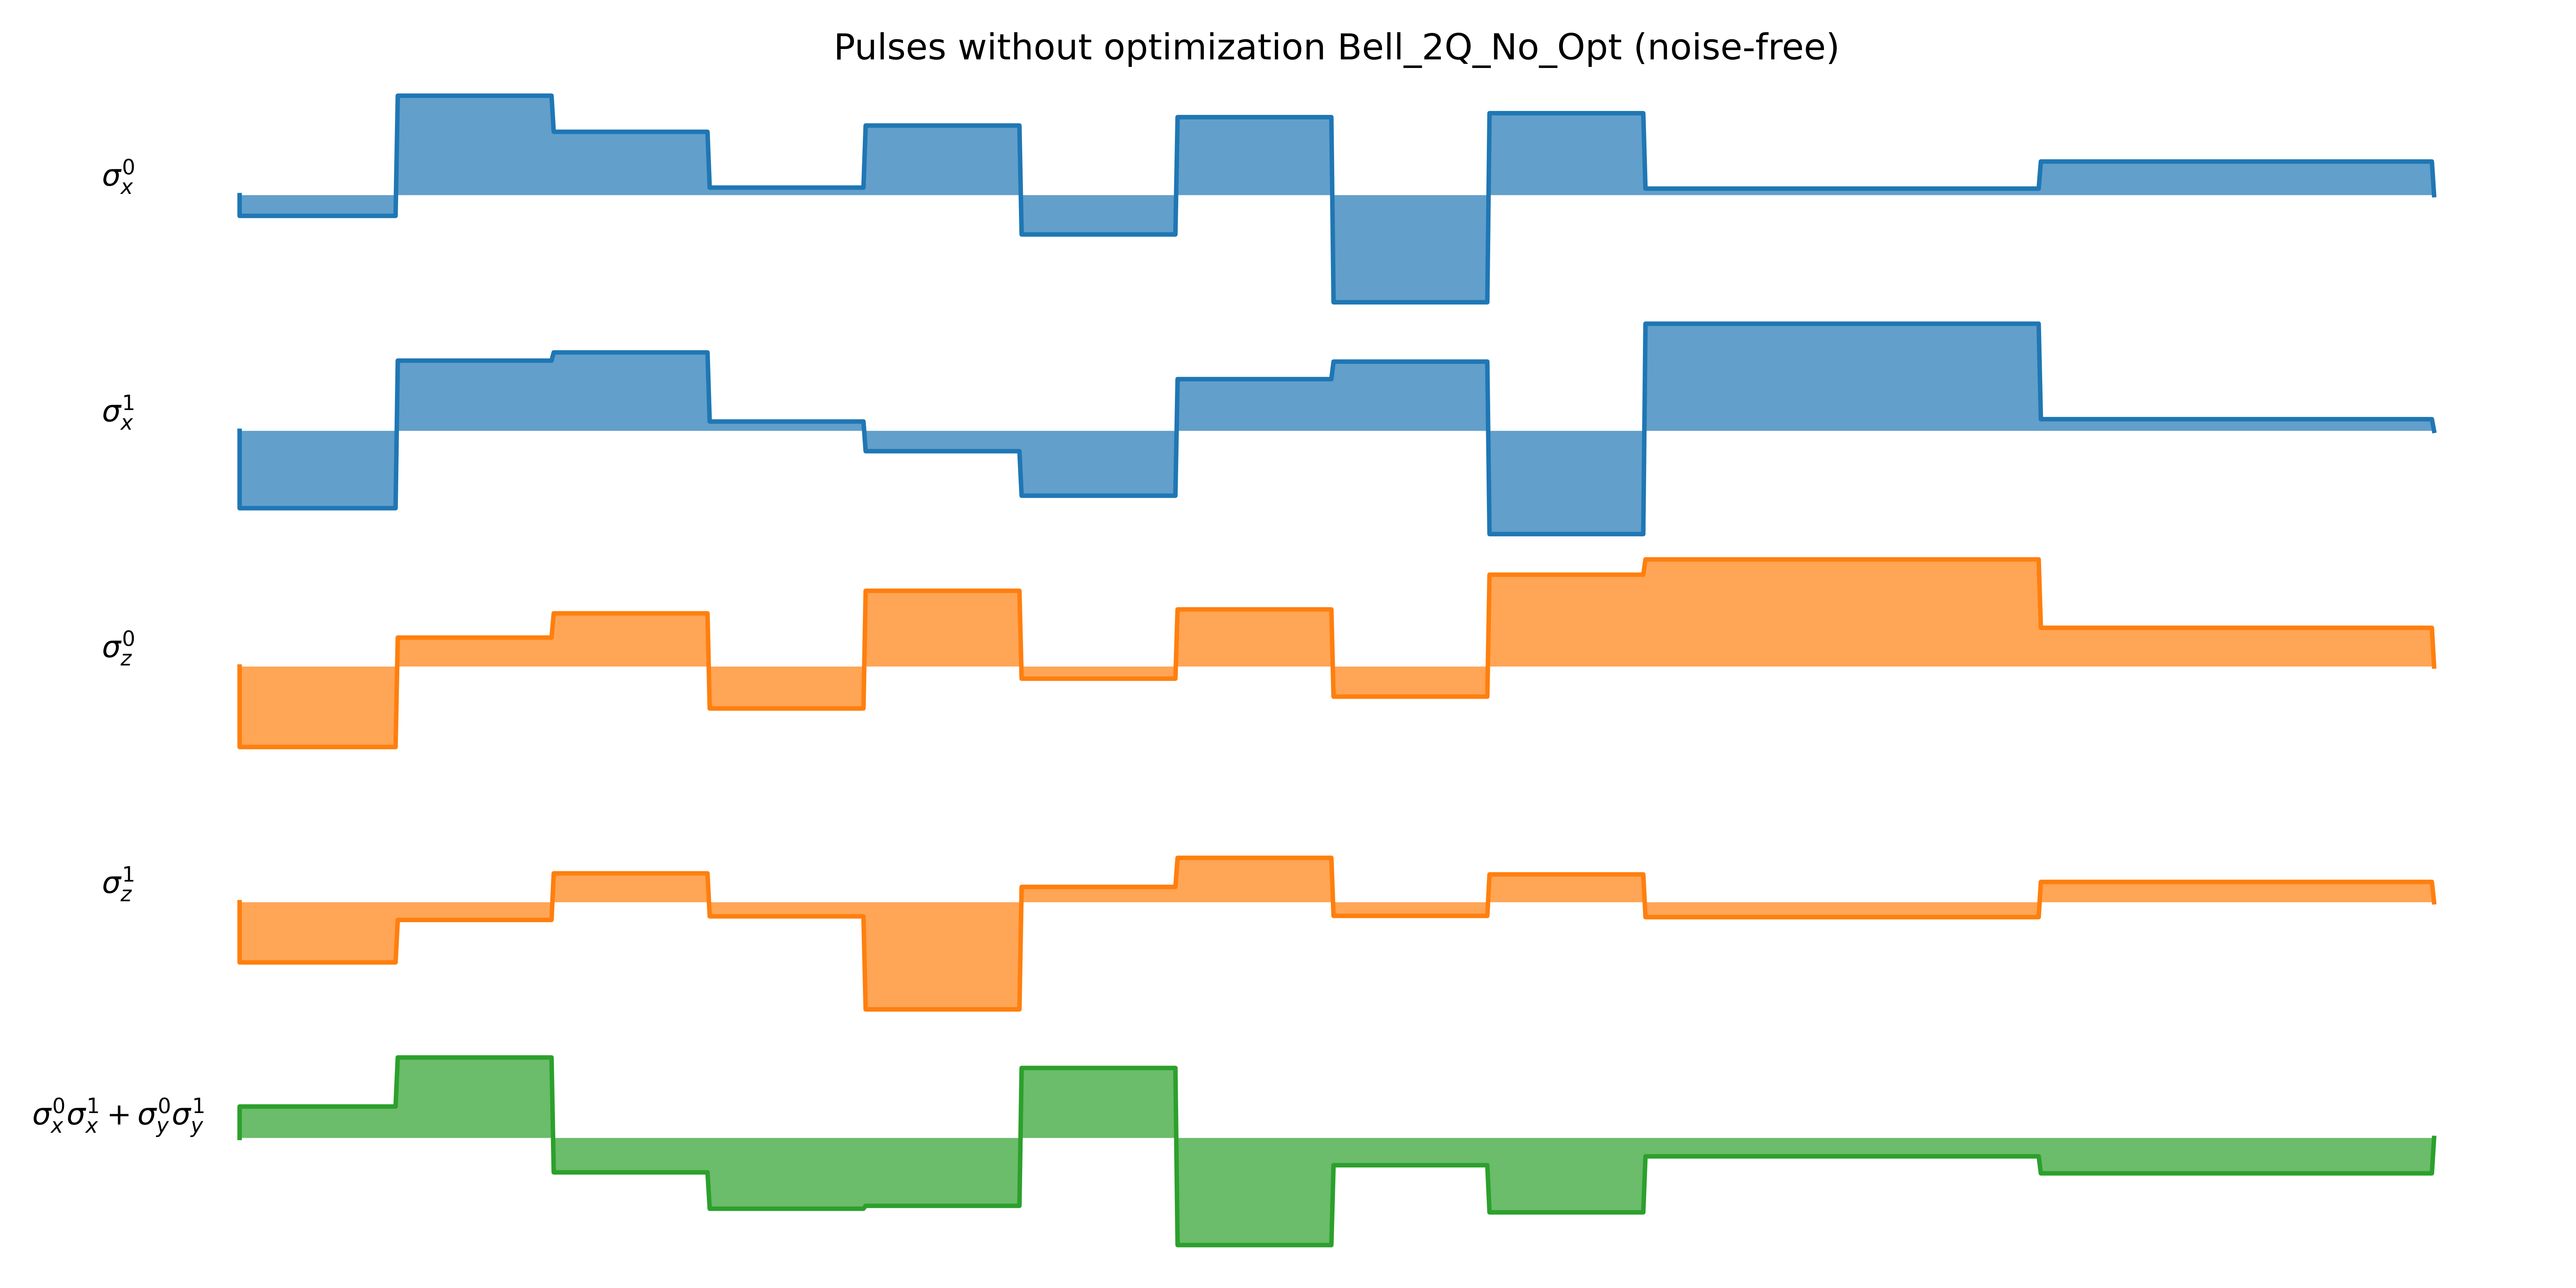 Pulses without optimization Bell_2Q_No_Opt (noise-free)
σ_x^0
σ_x^1
σ_z^0
σ_z^1
σ_x^0σ_x^1 + σ_y^0σ_y^1